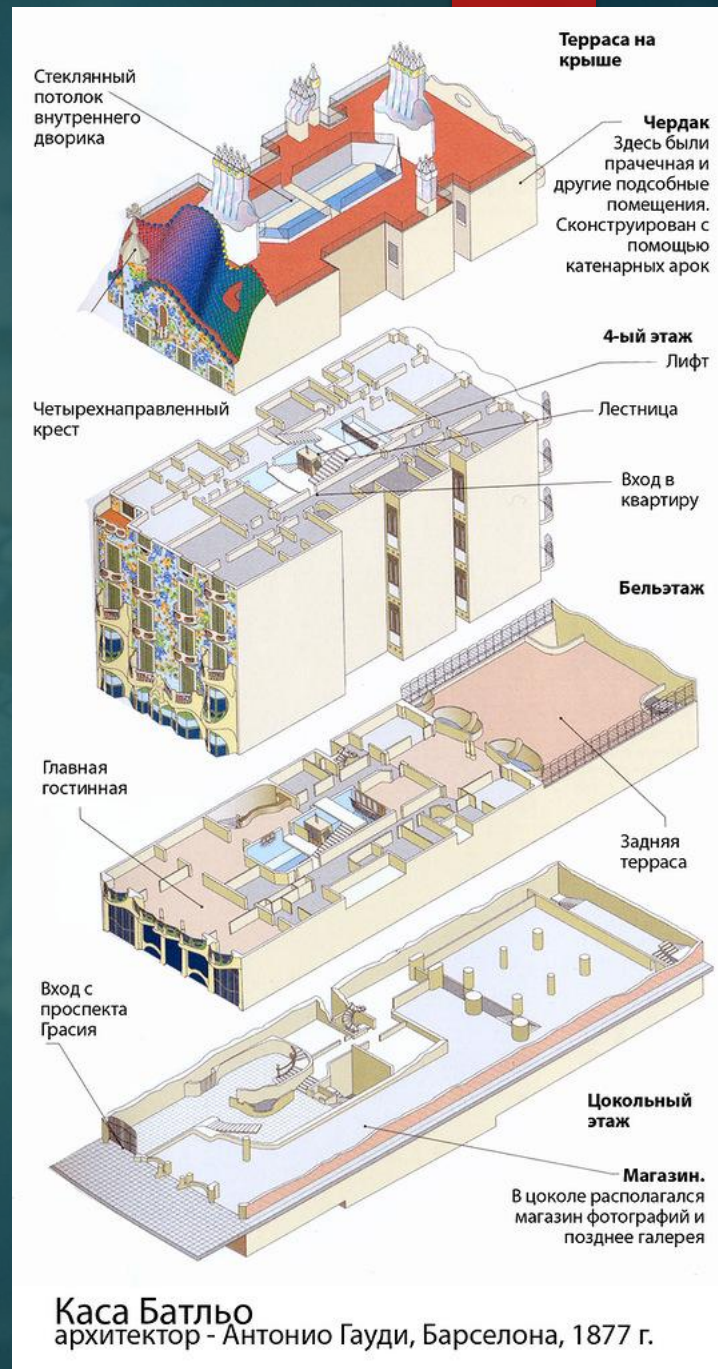 Терраса на
крыше
Стеклянный
потолок
внутреннего
дворика
Чердак
Здесь были
прачечная и
другие подсобные
помещения.
Сконструирован с
помощью
катенарных арок
4-ый этаж
Лифт
Четырехнаправленный
крест
Лестница
Вход в
квартиру
Бельэтаж
Главная
гостинная
Задняя
терраса
Вход с
проспекта
Грасия
Цокольный
этаж
Магазин.
В цоколе располагался
магазин фотографий и
позднее галерея
Каса Батльо
архитектор - Антонио Гауди, Барселона, 1877 г.